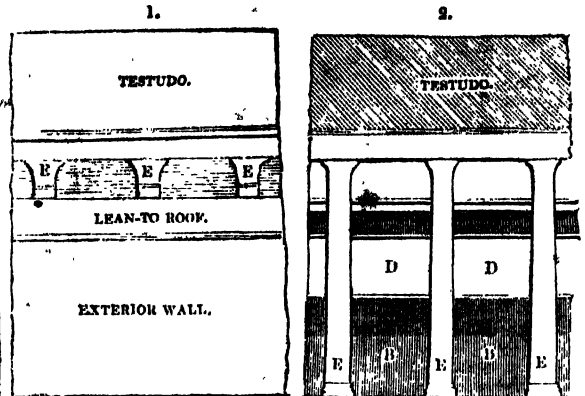 1.
2.
TESTUDO.
TESTUDO.
E E E
LEAN-TO ROOF.
D D
EXTERIOR WALL.
B B
E E E